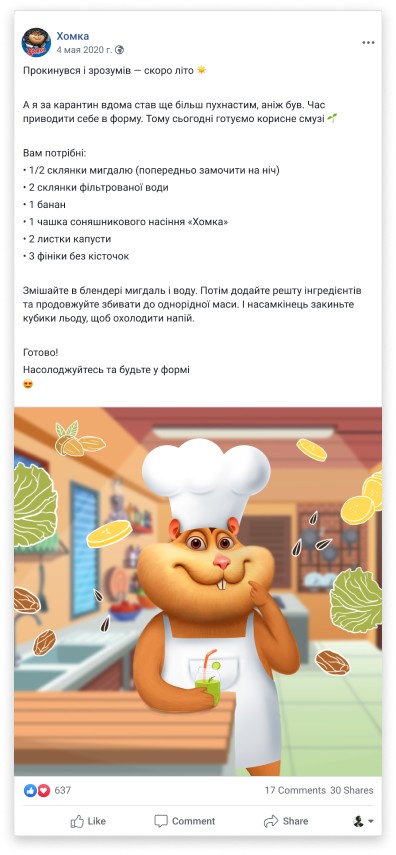 Хомка
4 мая 2020 г.
Прокинувся і зрозумів — скоро літо ☀️
А я за карантин вдома став ще більш пухнастим, аніж був. Час
приводити себе в форму. Тому сьогодні готуємо корисне смузі 🌱
Вам потрібні:
• 1/2 склянки мигдалю (попередньо замочити на ніч)
• 2 склянки фільтрованої води
• 1 банан
• 1 чашка соняшникового насіння «Хомка»
• 2 листки капусти
• 3 фініки без кісточок
Змішайте в блендері мигдаль і воду. Потім додайте решту інгредієнтів
та продовжуйте збивати до однорідної маси. І насамкінець закиньте
кубики льоду, щоб охолодити напій.
Готово!
Насолоджуйтесь та будьте у формі
😍
637
17 Comments 30 Shares
Like Comment Share